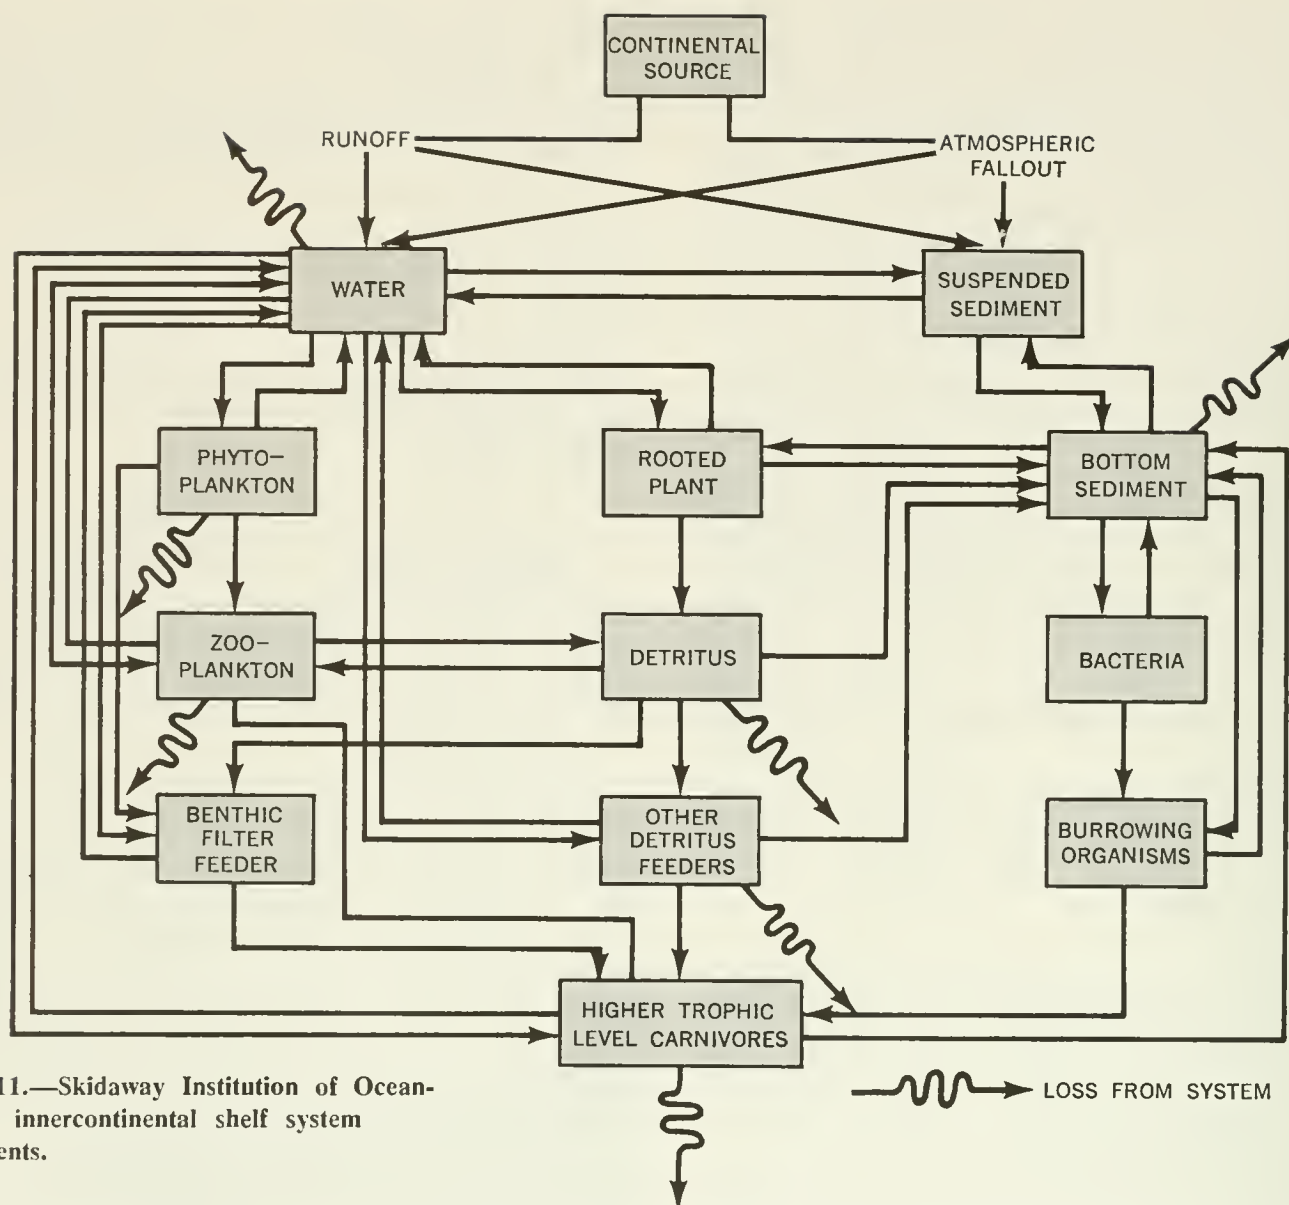 CONTINENTAL
SOURCE
RUNOFF
ATMOSPHERIC
FALLOUT
WATER
SUSPENDED
SEDIMENT
PHYTO-
PLANKTON
ROOTED
PLANT
BOTTOM
SEDIMENT
ZOO-
PLANKTON
DETRITUS
BACTERIA
BENTHIC
FILTER
FEEDER
OTHER
DETRITUS
FEEDERS
BURROWING
ORGANISMS
HIGHER TROPHIC
LEVEL CARNIVORES
11.—Skidaway Institution of Ocean-
innercontinental shelf system
ents.
LOSS FROM SYSTEM